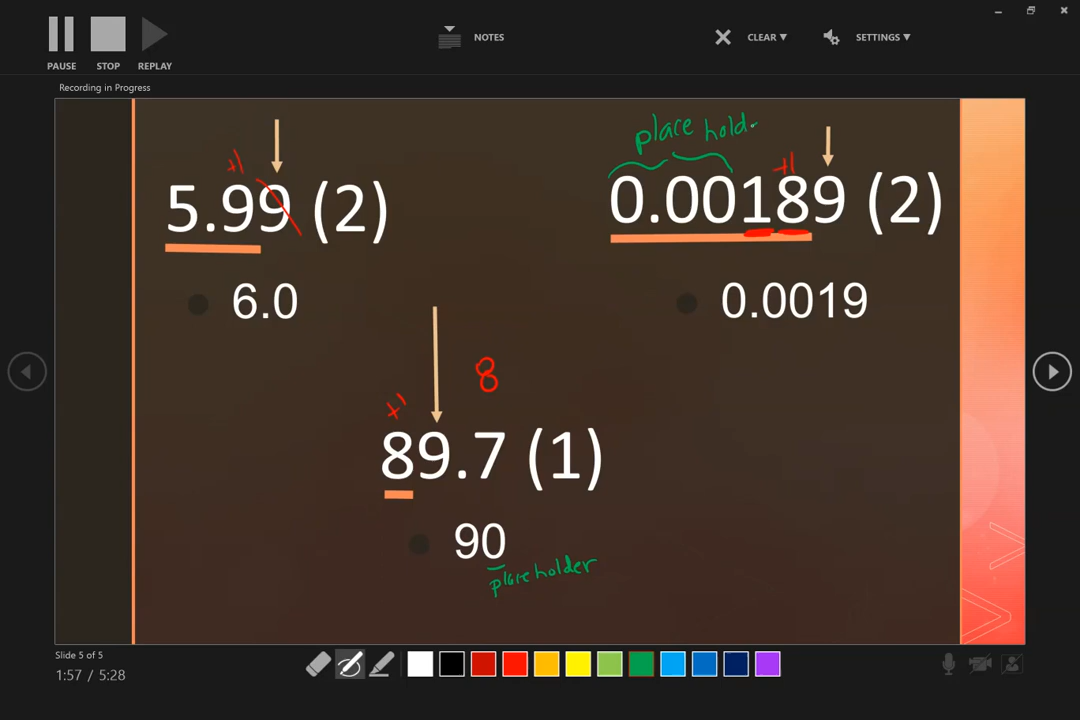 PAUSE
STOP
REPLAY
NOTES
CLEAR
SETTINGS
Recording in Progress
place hold
+1
+1
5.99 (2)
0.00189 (2)
6.0
0.0019
8
+1
89.7 (1)
90
placeholder
Slide 5 of 5
1:57 / 5:28